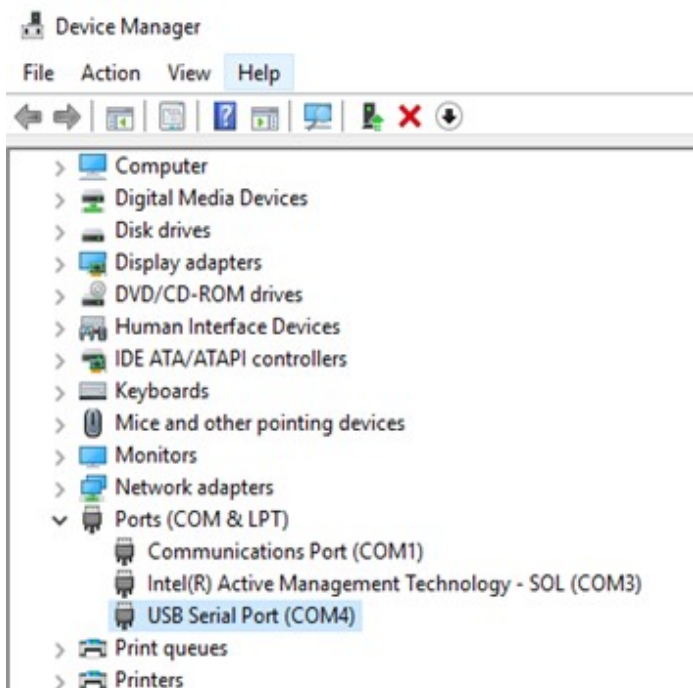 Device Manager
File Action View Help
Computer
Digital Media Devices
Disk drives
Display adapters
DVD/CD-ROM drives
Human Interface Devices
IDE ATA/ATAPI controllers
Keyboards
Mice and other pointing devices
Monitors
Network adapters
Ports (COM & LPT)
Communications Port (COM1)
Intel(R) Active Management Technology - SOL (COM3)
USB Serial Port (COM4)
Print queues
Printers